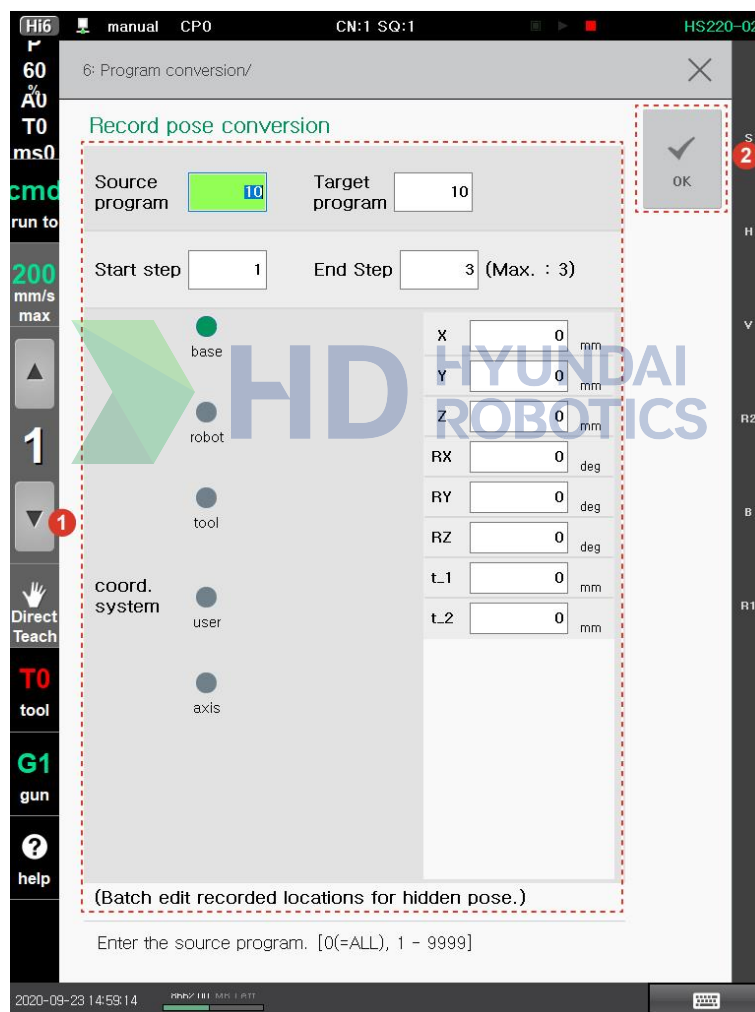 Hi6 manual CP0 CN:1 SQ:1 HS220-02
P
60
%
A0
T0
ms0
cmd
run to
200
mm/s
max
1
Direct
Teach
T0
tool
G1
gun
help
6: Program conversion/
Record pose conversion
Source program 10 Target program 10
Start step 1 End Step 3 (Max. : 3)
coord. system
base
robot
tool
user
axis
X 0 mm
Y 0 mm
Z 0 mm
RX 0 deg
RY 0 deg
RZ 0 deg
t_1 0 mm
t_2 0 mm
HD HYUNDAI
ROBOTICS
(Batch edit recorded locations for hidden pose.)
Enter the source program. [0(=ALL), 1 - 9999]
OK
1
2
S
H
V
R2
B
R1
2020-09-23 14:59:14